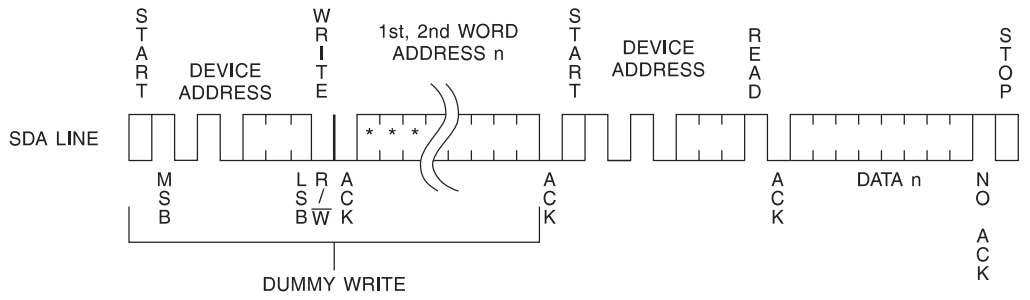 START
WRITE
1st, 2nd WORD
ADDRESS n
START
DEVICE
ADDRESS
READ
STOP
DEVICE
ADDRESS
SDA LINE
* * *
MSB
LSB
R/W
ACK
ACK
ACK
DATA n
NO ACK
DUMMY WRITE